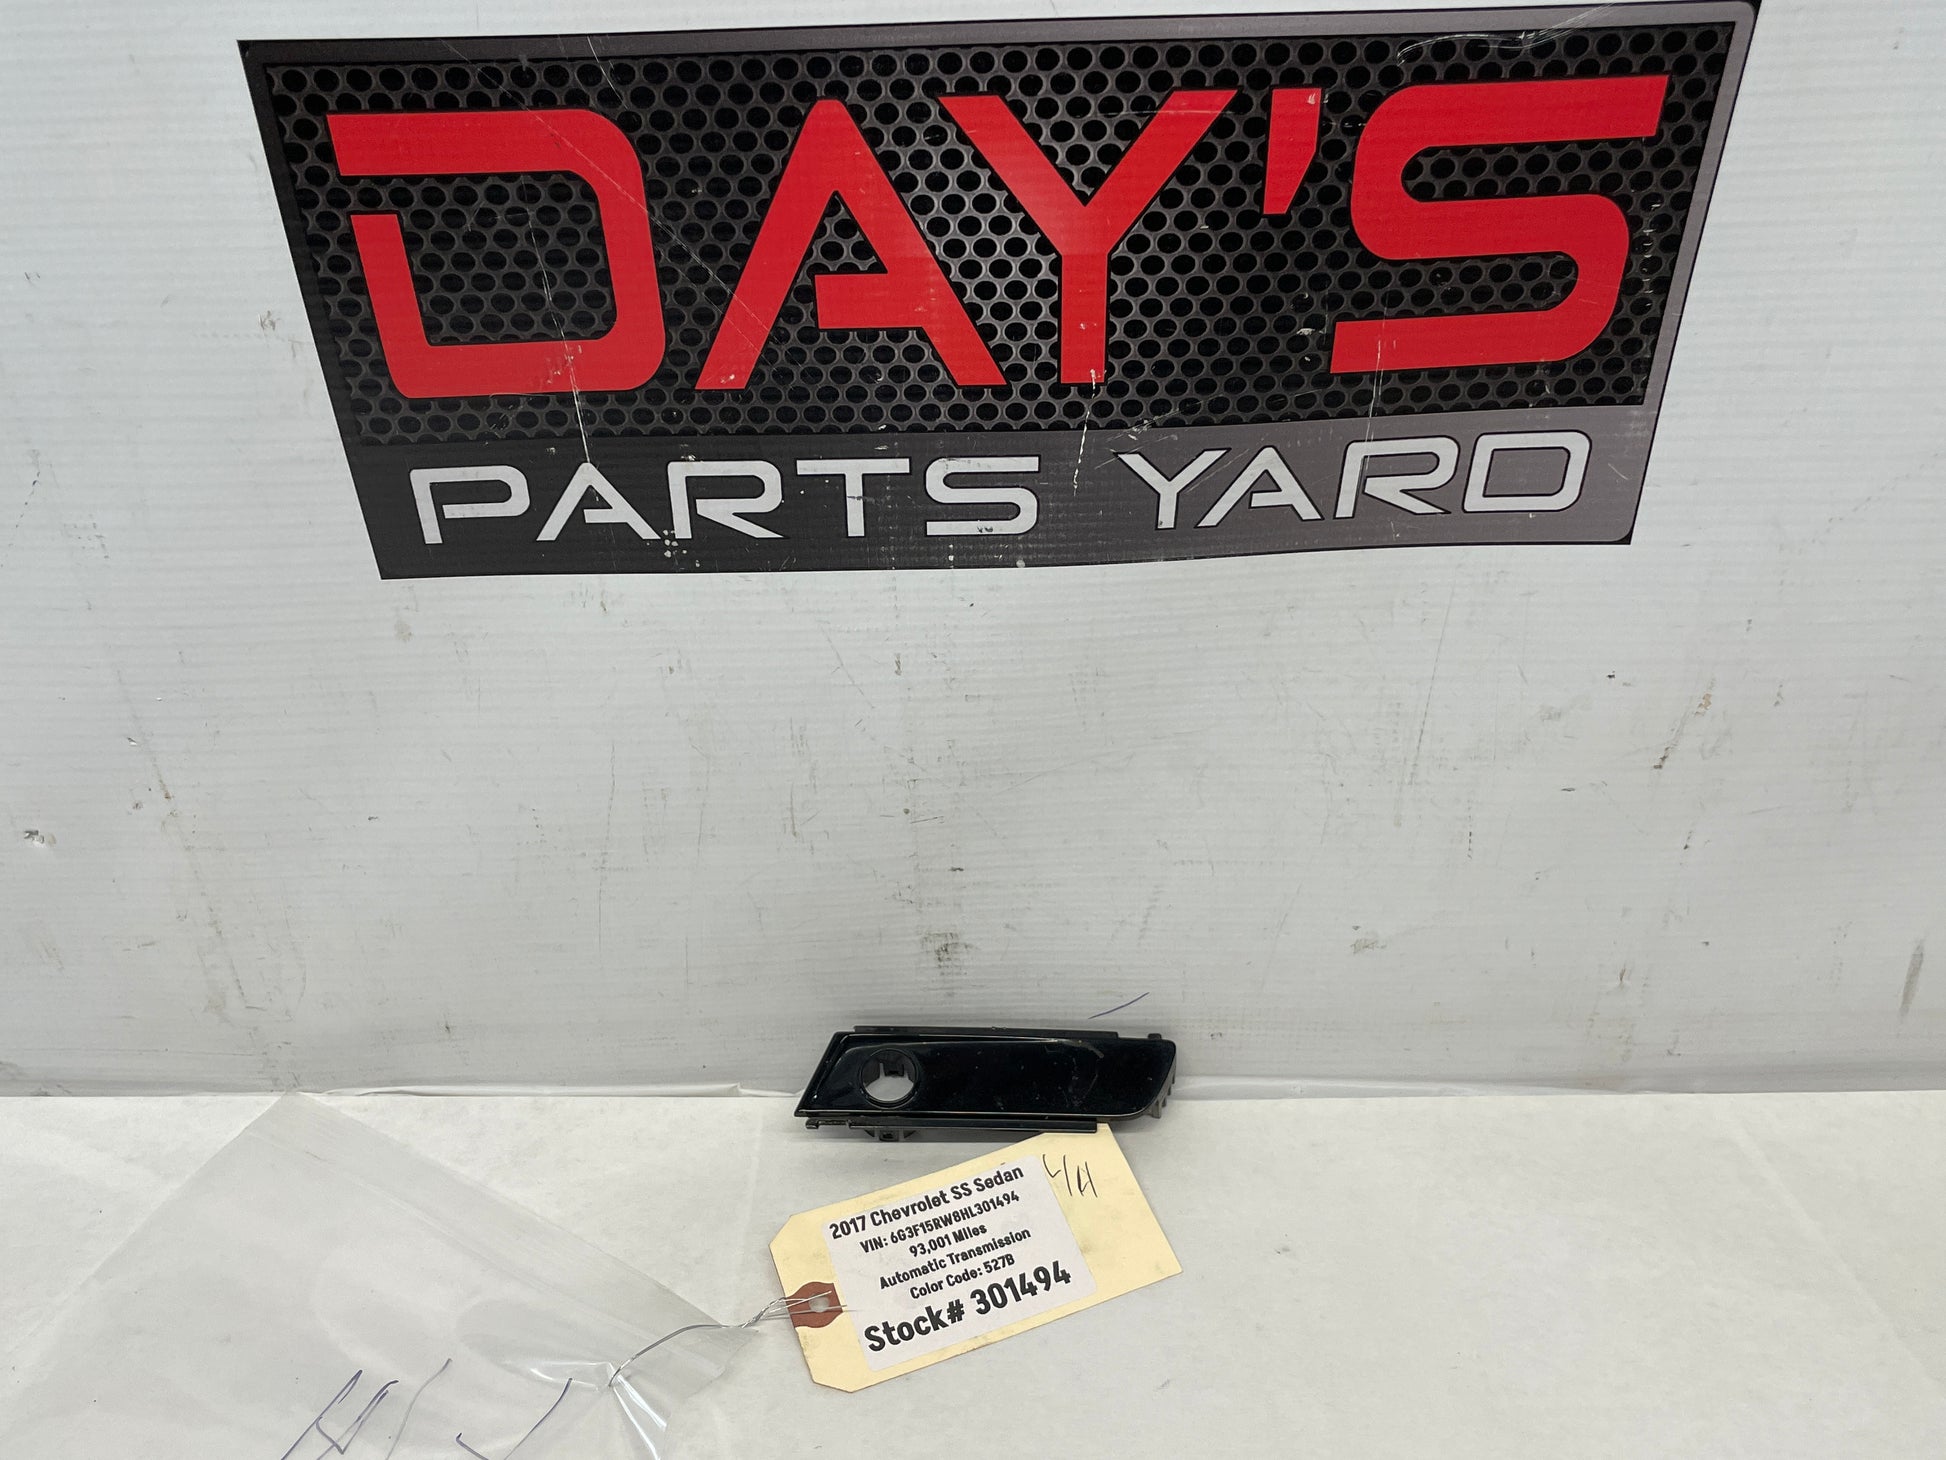 DAY'S
PARTS YARD
2017 Chevrolet SS Sedan
VIN: 6G3F15RW8HL301494
93,001 Miles
Automatic Transmission
Color Code: 527B
Stock# 301494